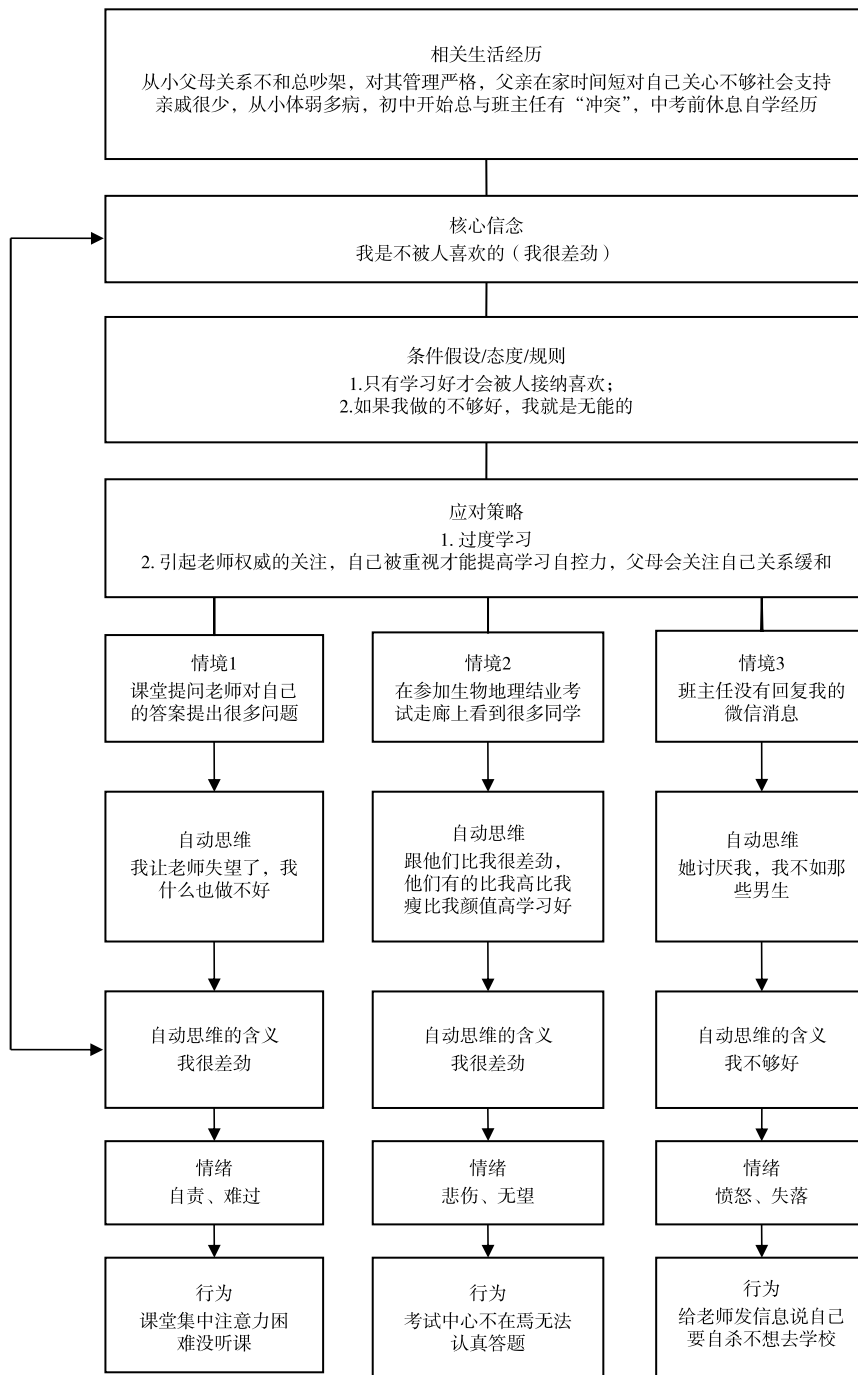 相关生活经历
从小父母关系不和总吵架，对其管理严格，父亲在家时间短对自己关心不够社会支持
亲戚很少，从小体弱多病，初中开始总与班主任有“冲突”，中考前休息自学经历
核心信念
我是不被人喜欢的（我很差劲）
条件假设/态度/规则
1.只有学习好才会被人接纳喜欢；
2.如果我做的不够好，我就是无能的
应对策略
1. 过度学习
2. 引起老师权威的关注，自己被重视才能提高学习自控力，父母会关注自己关系缓和
情境1
课堂提问老师对自己
的答案提出很多问题
情境2
在参加生物地理结业考
试走廊上看到很多同学
情境3
班主任没有回复我的
微信消息
自动思维
我让老师失望了，我
什么也做不好
自动思维
跟他们比我很差劲，
他们有的比我高比我
瘦比我颜值高学习好
自动思维
她讨厌我，我不如那
些男生
自动思维的含义
我很差劲
自动思维的含义
我很差劲
自动思维的含义
我不够好
情绪
自责、难过
情绪
悲伤、无望
情绪
愤怒、失落
行为
课堂集中注意力困
难没听课
行为
考试中心不在焉无法
认真答题
行为
给老师发信息说自己
要自杀不想去学校